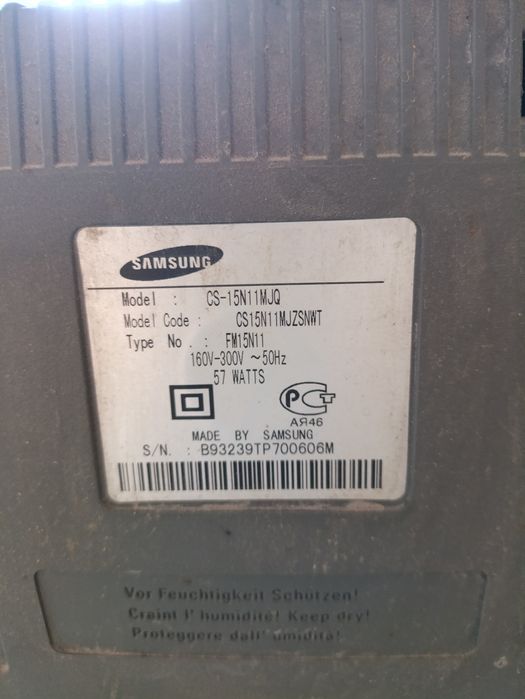 SAMSUNG
Model : CS-15N11MJQ
Model Code : CS15N11MJZSNWT
Type No. : FM15N11
160V-300V ~50Hz
57 WATTS
PCT
АЯ46
MADE BY SAMSUNG
S/N. : B93239TP700606M
Vor Feuchtigkeit Schützen!
Craint l' humidité! Keep dry!
Proteggere dall' umidità!